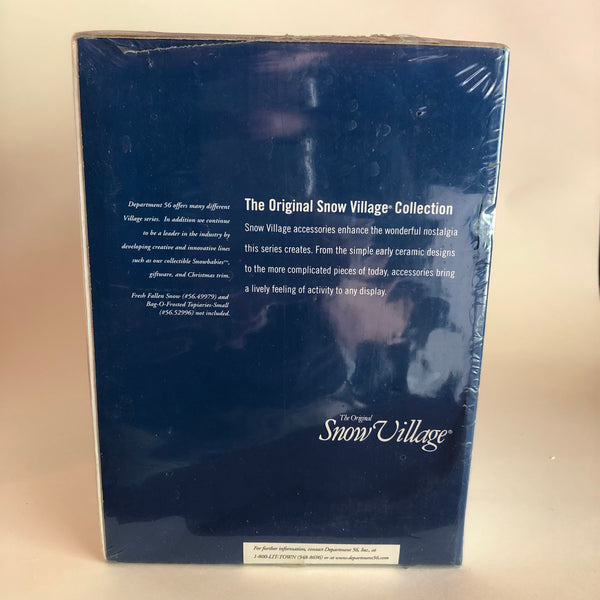 Department 56 offers many different
Village series. In addition we continue
to be a leader in the industry by
developing creative and innovative lines
such as our collectible Snowbabies™,
giftware, and Christmas trim.
Fresh Fallen Snow (#56.49979) and
Bag-O-Frosted Topiaries-Small
(#56.52996) not included.
The Original Snow Village® Collection
Snow Village accessories enhance the wonderful nostalgia
this series creates. From the simple early ceramic designs
to the more complicated pieces of today, accessories bring
a lively feeling of activity to any display.
The Original
Snow Village®
For further information, contact Department 56, Inc., at
1-800-LIT-TOWN (548-8696) or at www.department56.com.